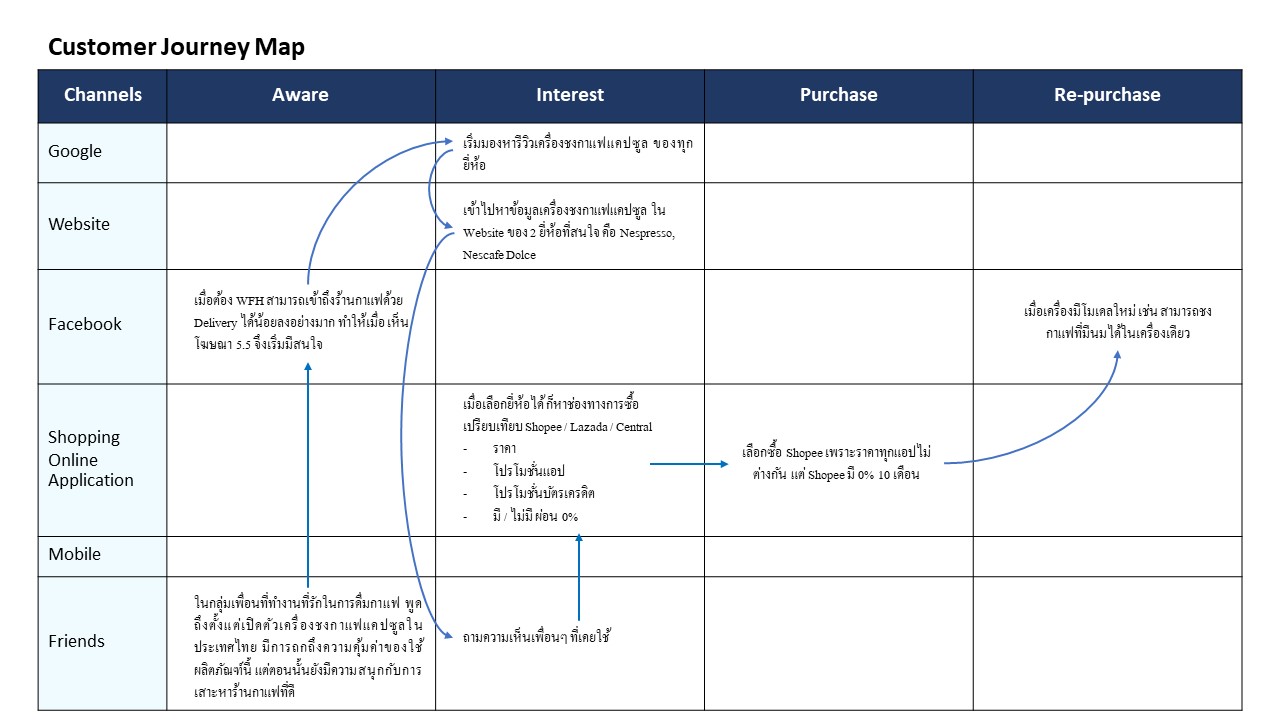 Customer Journey Map
Channels
Aware
Interest
Purchase
Re-purchase
Google
เริ่มมองหารีวิวเครื่องชงกาแฟแคปซูล ของทุก
ยี่ห้อ
Website
เข้าไปหาข้อมูลเครื่องชงกาแฟแคปซูล ใน
Website ของ 2 ยี่ห้อที่สนใจ คือ Nespresso,
Nescafe Dolce
Facebook
เมื่อต้อง WFH สามารถเข้าถึงร้านกาแฟด้วย
Delivery ได้น้อยลงอย่างมาก ทำให้เมื่อ เห็น
โฆษณา 5.5 จึงเริ่มมีสนใจ
เมื่อเครื่องมีโมเดลใหม่ เช่น สามารถชง
กาแฟที่มีนมได้ในเครื่องเดียว
Shopping
Online
Application
เมื่อเลือกยี่ห้อได้ ก็หาช่องทางการซื้อ
เปรียบเทียบ Shopee / Lazada / Central
- ราคา
- โปรโมชั่นแอป
- โปรโมชั่นบัตรเครดิต
- มี / ไม่มี ผ่อน 0%
เลือกซื้อ Shopee เพราะราคาทุกแอปไม่
ต่างกัน แต่ Shopee มี 0% 10 เดือน
Mobile
Friends
ในกลุ่มเพื่อนที่ทำงานที่รักในการดื่มกาแฟ พูด
ถึงตั้งแต่เปิดตัวเครื่องชงกาแฟแคปซูลใน
ประเทศไทย มีการถกถึงความคุ้มค่าของใช้
ผลิตภัณฑ์นี้ แต่ตอนนั้นยังมีความสนุกกับการ
เสาะหาร้านกาแฟที่ดี
ถามความเห็นเพื่อนๆ ที่เคยใช้